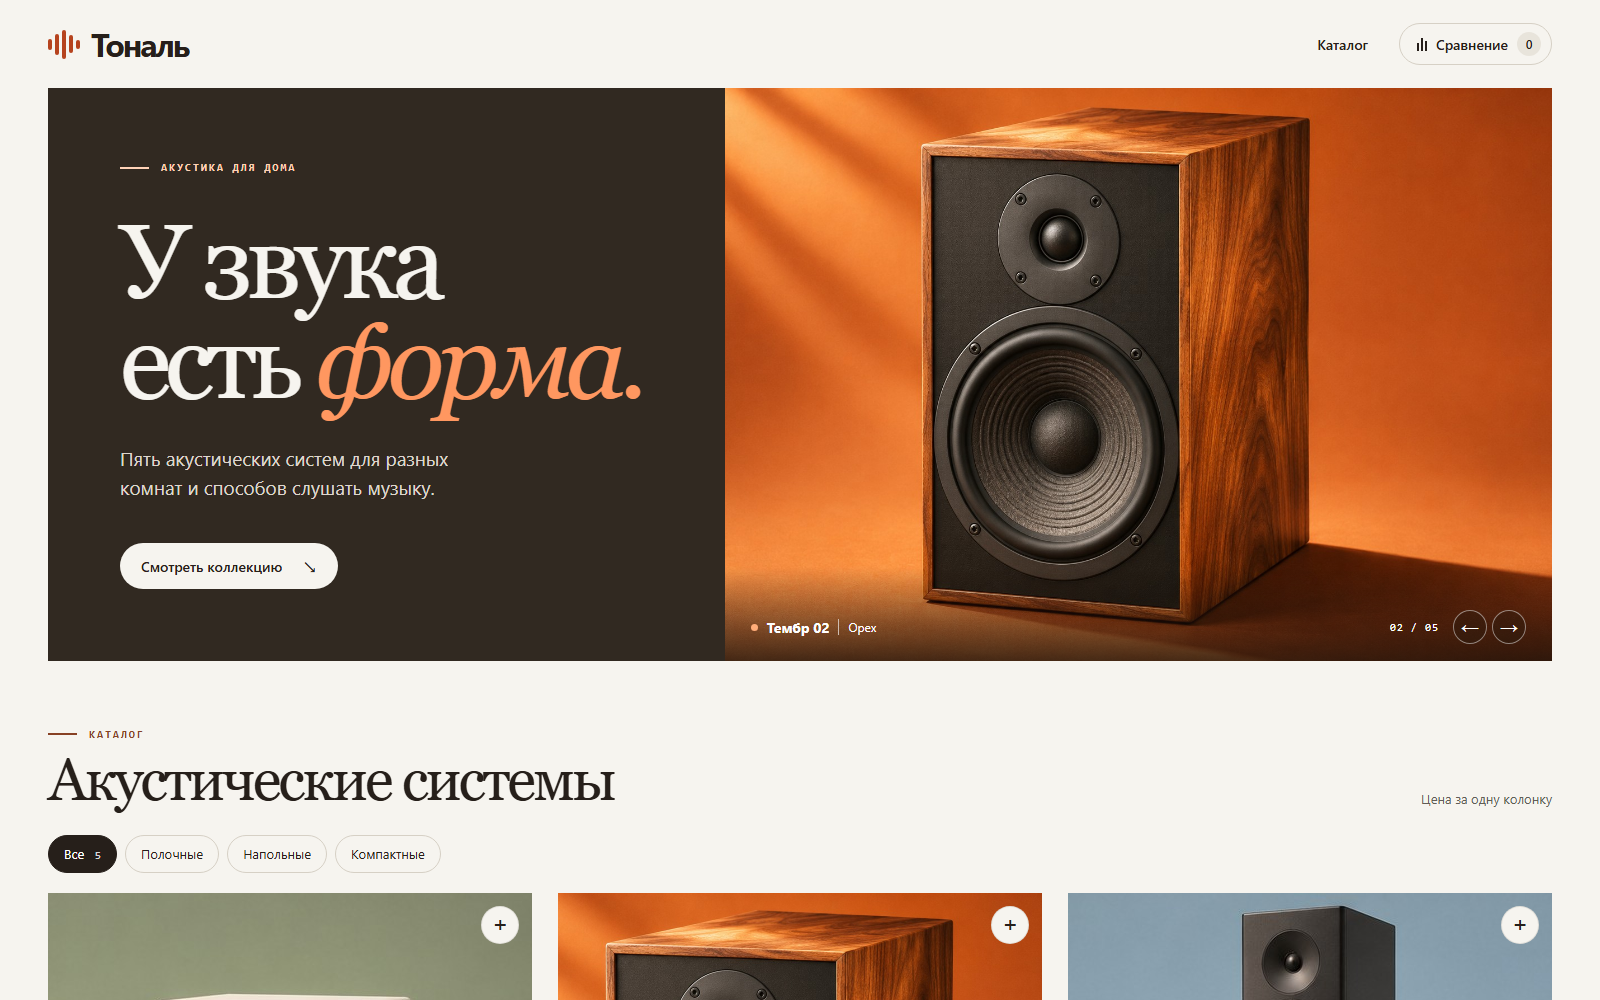 Тональ
Каталог
Сравнение 0
АКУСТИКА ДЛЯ ДОМА
У звука
есть форма.
Пять акустических систем для разных
комнат и способов слушать музыку.
Смотреть коллекцию ↘
Тембр 02 | Орех
02 / 05 ← →
КАТАЛОГ
Акустические системы
Цена за одну колонку
Все 5
Полочные
Напольные
Компактные
+ + +